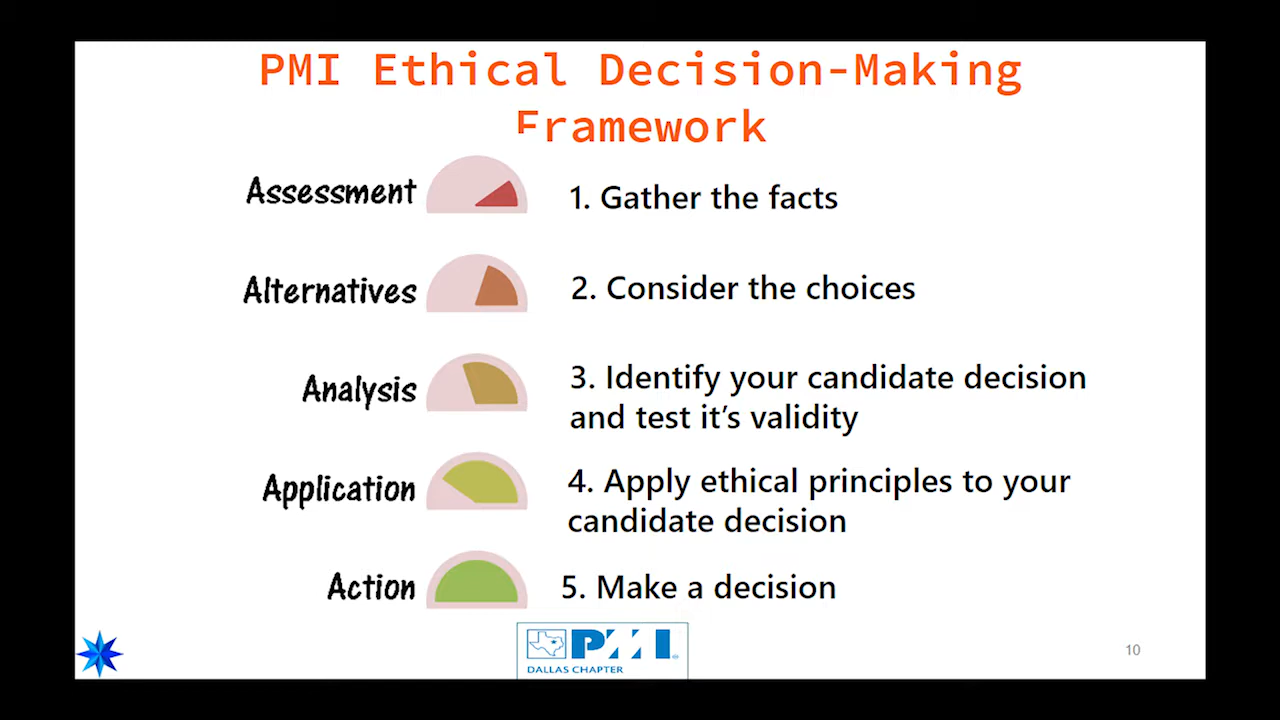 PMI Ethical Decision-Making
Framework
Assessment
1. Gather the facts
Alternatives
2. Consider the choices
Analysis
3. Identify your candidate decision
and test it’s validity
Application
4. Apply ethical principles to your
candidate decision
Action
5. Make a decision
PMI
DALLAS CHAPTER
10